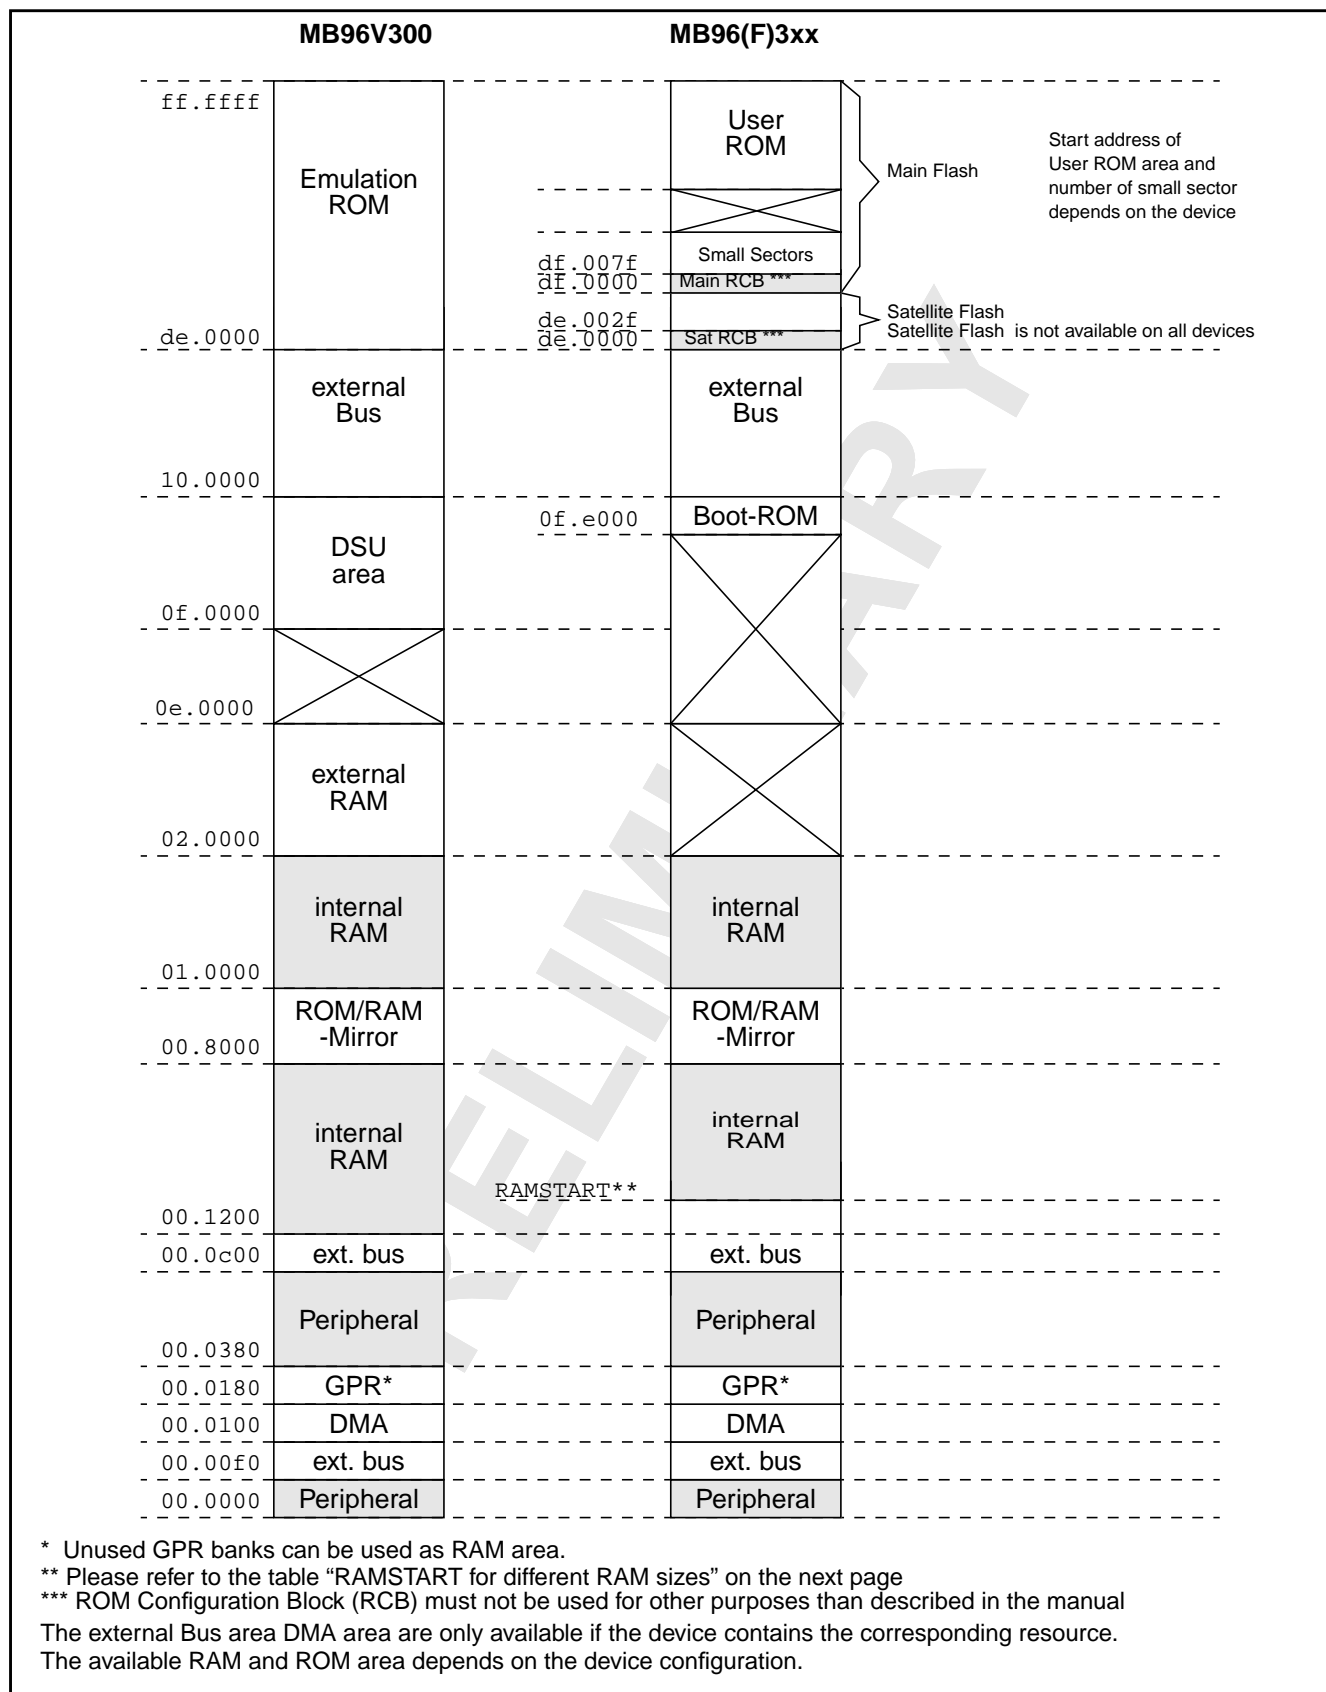 MB96V300 MB96(F)3xx
ff.ffff
User
ROM
Start address of
User ROM area and
number of small sector
depends on the device
Main Flash
Emulation
ROM
Small Sectors
df.007f
df.0000 Main RCB ***
Satellite Flash
Satellite Flash is not available on all devices
de.002f
de.0000 de.0000 Sat RCB ***
external
Bus
external
Bus
10.0000
0f.e000 Boot-ROM
DSU
area
0f.0000
0e.0000
external
RAM
02.0000
internal
RAM
internal
RAM
01.0000
ROM/RAM
-Mirror
ROM/RAM
-Mirror
00.8000
internal
RAM
internal
RAM
RAMSTART**
00.1200
00.0c00 ext. bus ext. bus
Peripheral Peripheral
00.0380
00.0180 GPR* GPR*
00.0100 DMA DMA
00.00f0 ext. bus ext. bus
00.0000 Peripheral Peripheral
PRELIMINARY
* Unused GPR banks can be used as RAM area.
** Please refer to the table “RAMSTART for different RAM sizes” on the next page
*** ROM Configuration Block (RCB) must not be used for other purposes than described in the manual
The external Bus area DMA area are only available if the device contains the corresponding resource.
The available RAM and ROM area depends on the device configuration.